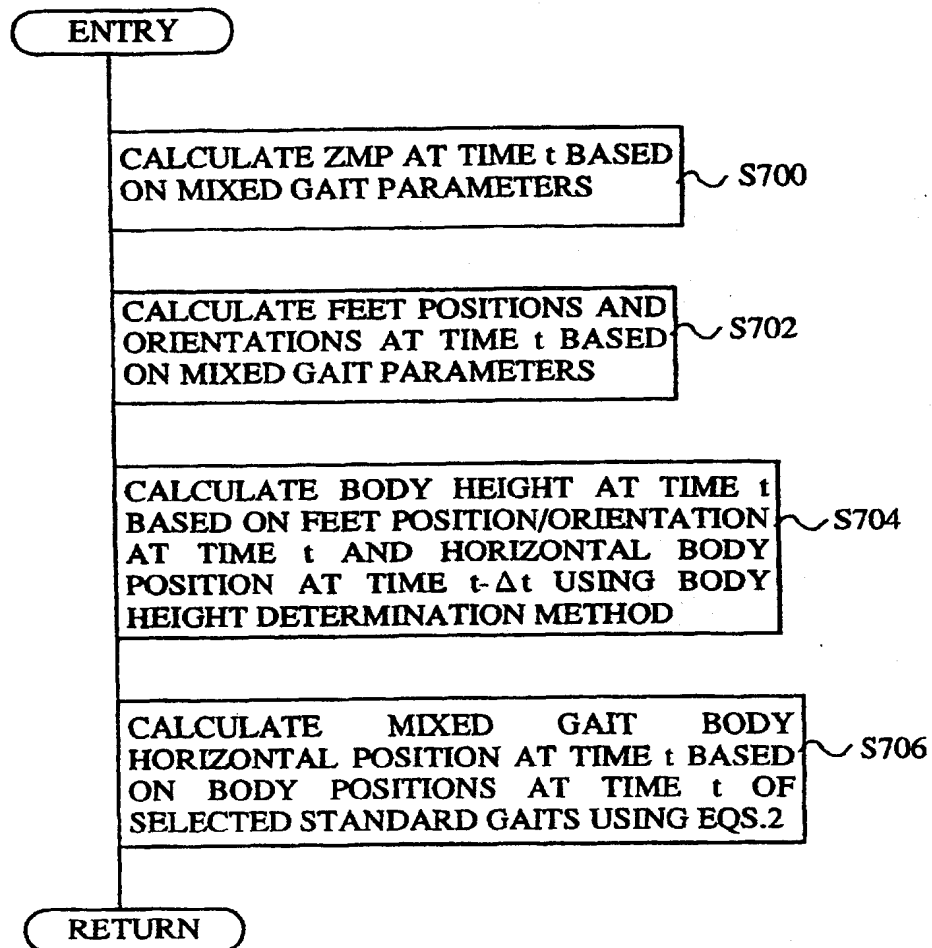 ENTRY
CALCULATE ZMP AT TIME t BASED
ON MIXED GAIT PARAMETERS
S700
CALCULATE FEET POSITIONS AND
ORIENTATIONS AT TIME t BASED
ON MIXED GAIT PARAMETERS
S702
CALCULATE BODY HEIGHT AT TIME t
BASED ON FEET POSITION/ORIENTATION
AT TIME t AND HORIZONTAL BODY
POSITION AT TIME t-Δt USING BODY
HEIGHT DETERMINATION METHOD
S704
CALCULATE MIXED GAIT BODY
HORIZONTAL POSITION AT TIME t BASED
ON BODY POSITIONS AT TIME t OF
SELECTED STANDARD GAITS USING EQS.2
S706
RETURN